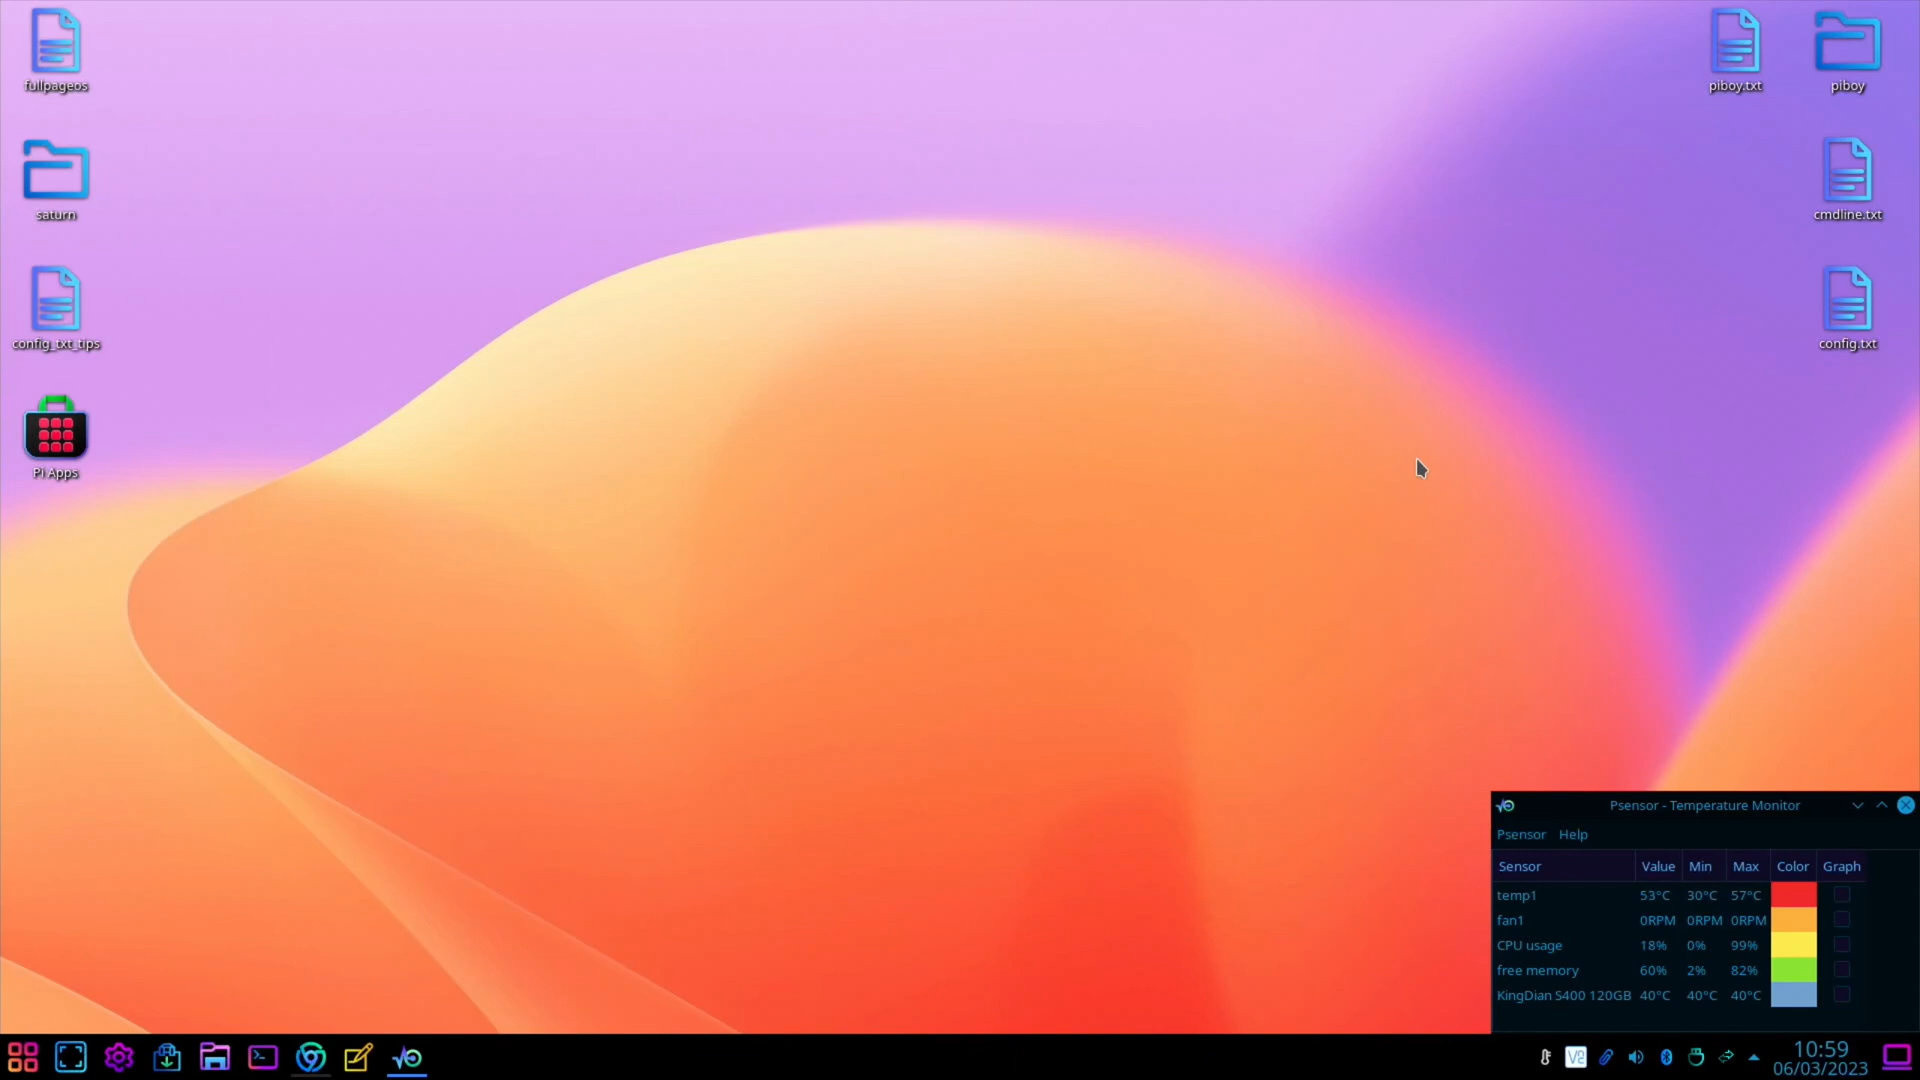 fullpageos
saturn
config_txt_tips
Pi Apps
piboy.txt
piboy
cmdline.txt
config.txt
Psensor - Temperature Monitor
Psensor Help
Sensor Value Min Max Color Graph
temp1 53°C 30°C 57°C
fan1 0RPM 0RPM 0RPM
CPU usage 18% 0% 99%
free memory 60% 2% 82%
KingDian S400 120GB 40°C 40°C 40°C
10:59
06/03/2023